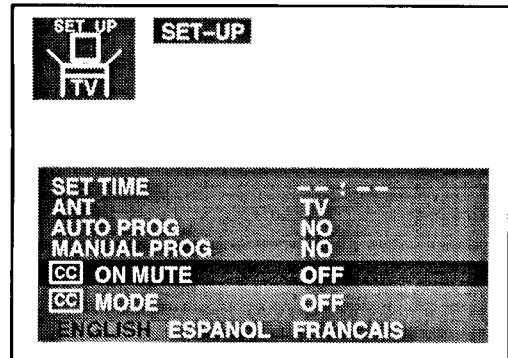 SET UP
TV
SET-UP
SET TIME -- : --
ANT TV
AUTO PROG NO
MANUAL PROG NO
CC ON MUTE OFF
CC MODE OFF
ENGLISH ESPANOL FRANCAIS